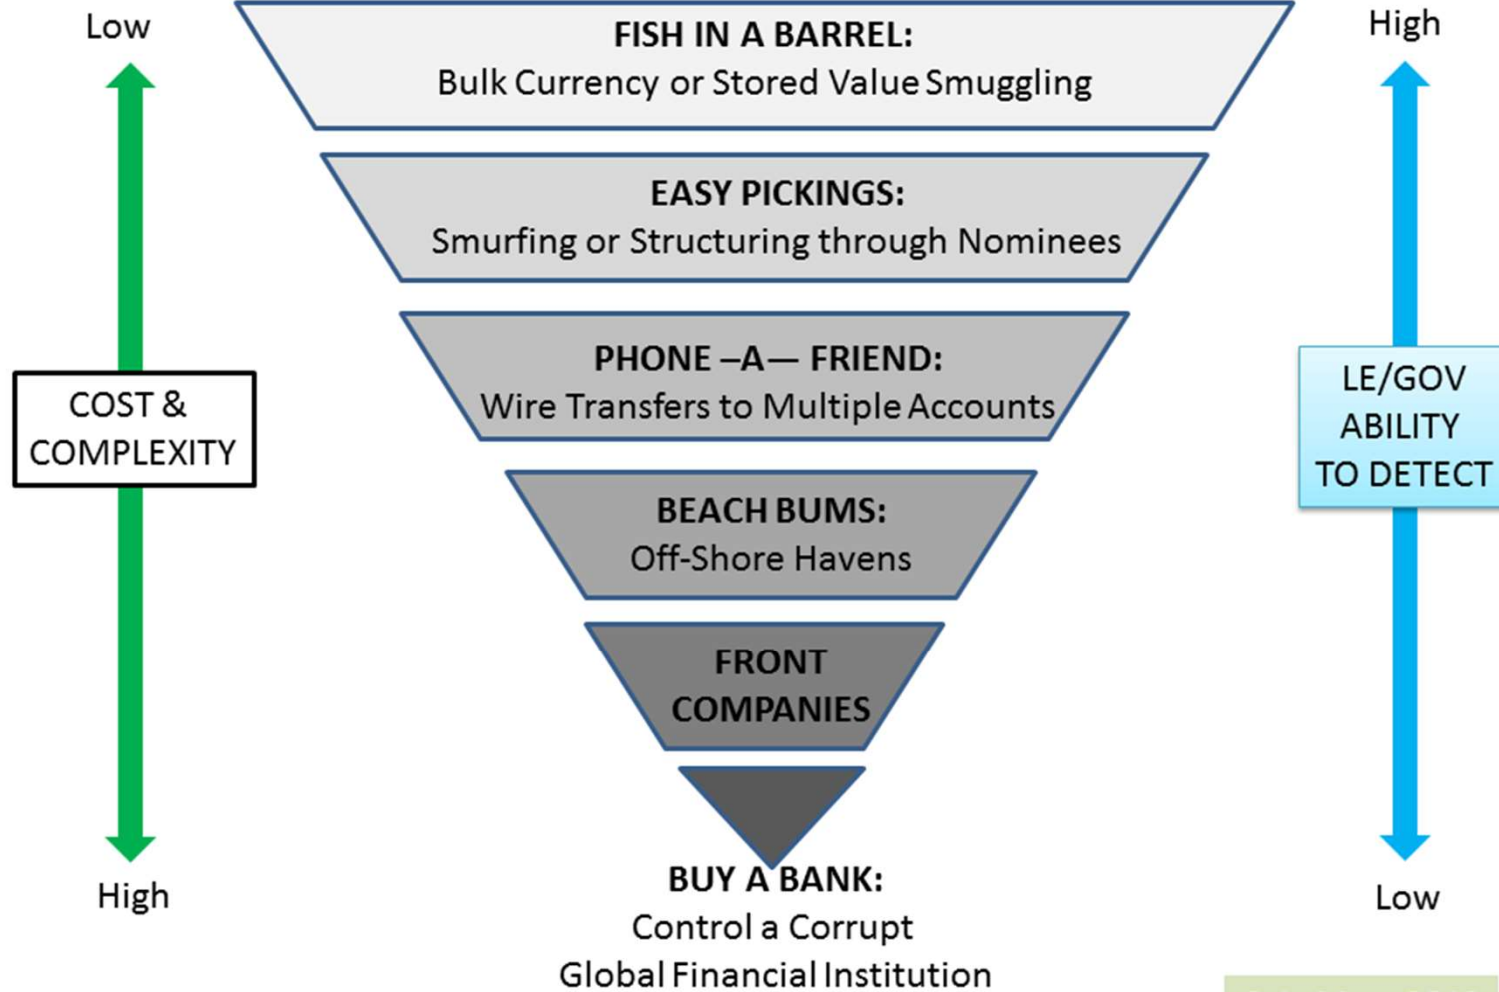 Low
High
FISH IN A BARREL:
Bulk Currency or Stored Value Smuggling
EASY PICKINGS:
Smurfing or Structuring through Nominees
PHONE –A— FRIEND:
Wire Transfers to Multiple Accounts
COST &
COMPLEXITY
LE/GOV
ABILITY
TO DETECT
BEACH BUMS:
Off-Shore Havens
FRONT
COMPANIES
BUY A BANK:
Control a Corrupt
Global Financial Institution
High
Low